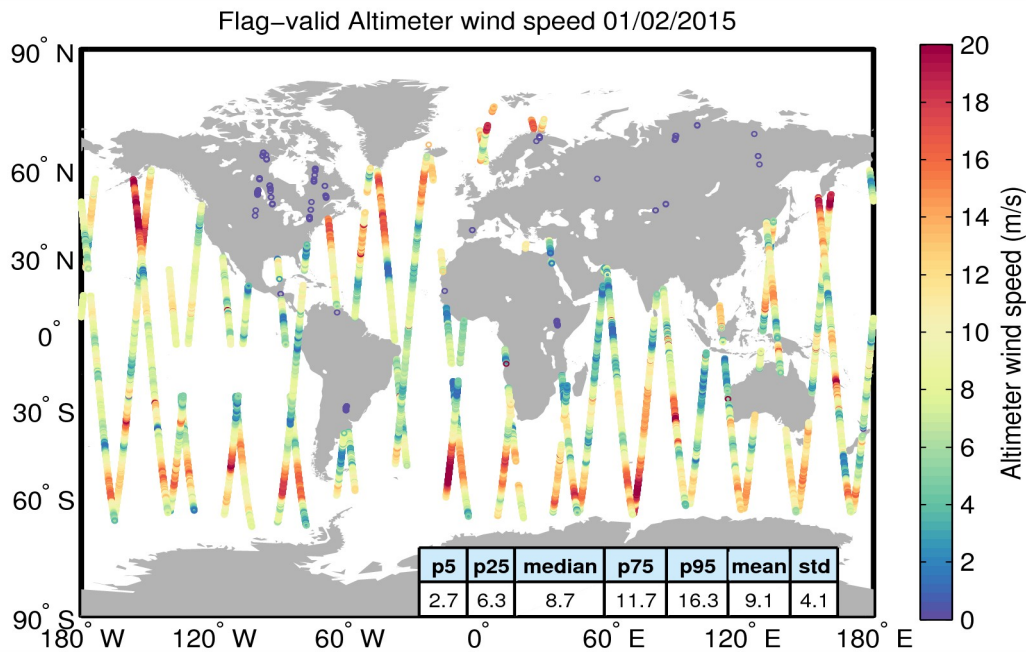 Flag-valid Altimeter wind speed 01/02/2015
90° N
60° N
30° N
0°
30° S
60° S
90° S
180° W
120° W
60° W
0°
60° E
120° E
180° E
p5 p25 median p75 p95 mean std
2.7 6.3 8.7 11.7 16.3 9.1 4.1
20
18
16
14
12
10
8
6
4
2
0
Altimeter wind speed (m/s)